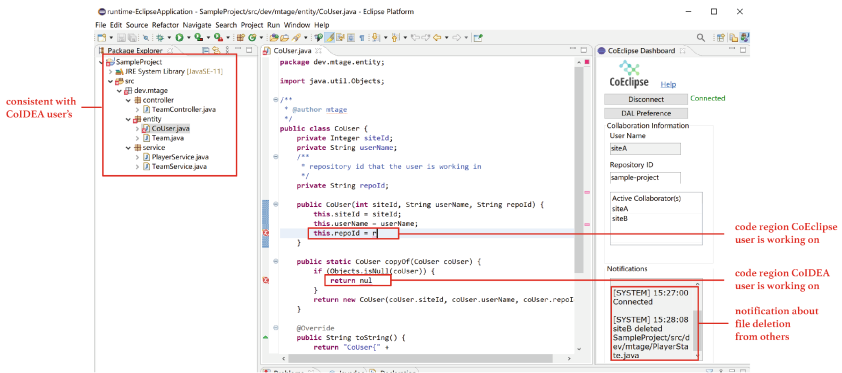 runtime-EclipseApplication - SampleProject/src/dev/mtage/entity/CoUser.java - Eclipse Platform
File Edit Source Refactor Navigate Search Project Run Window Help
Package Explorer
SampleProject
JRE System Library [JavaSE-11]
src
dev.mtage
controller
TeamController.java
entity
CoUser.java
Team.java
service
PlayerService.java
TeamService.java
consistent with
CoIDEA user's
CoUser.java
package dev.mtage.entity;
import java.util.Objects;
/**
* @author mtage
*/
public class CoUser {
private Integer siteId;
private String userName;
/**
* repository id that the user is working in
*/
private String repoId;
public CoUser(int siteId, String userName, String repoId) {
this.siteId = siteId;
this.userName = userName;
this.repoId = r
}
public static CoUser copyOf(CoUser coUser) {
if (Objects.isNull(coUser)) {
return nul
}
return new CoUser(coUser.siteId, coUser.userName, coUser.repoI
}
@Override
public String toString() {
return "CoUser{" +
CoEclipse Dashboard
CoEclipse
Help
Disconnect
Connected
DAL Preference
Collaboration Information
User Name
siteA
Repository ID
sample-project
Active Collaborator(s)
siteA
siteB
Notifications
[SYSTEM] 15:27:00
Connected
[SYSTEM] 15:28:08
siteB deleted
SampleProject/src/d
ev/mtage/PlayerSta
te.java
code region CoEclipse
user is working on
code region CoIDEA
user is working on
notification about
file deletion
from others